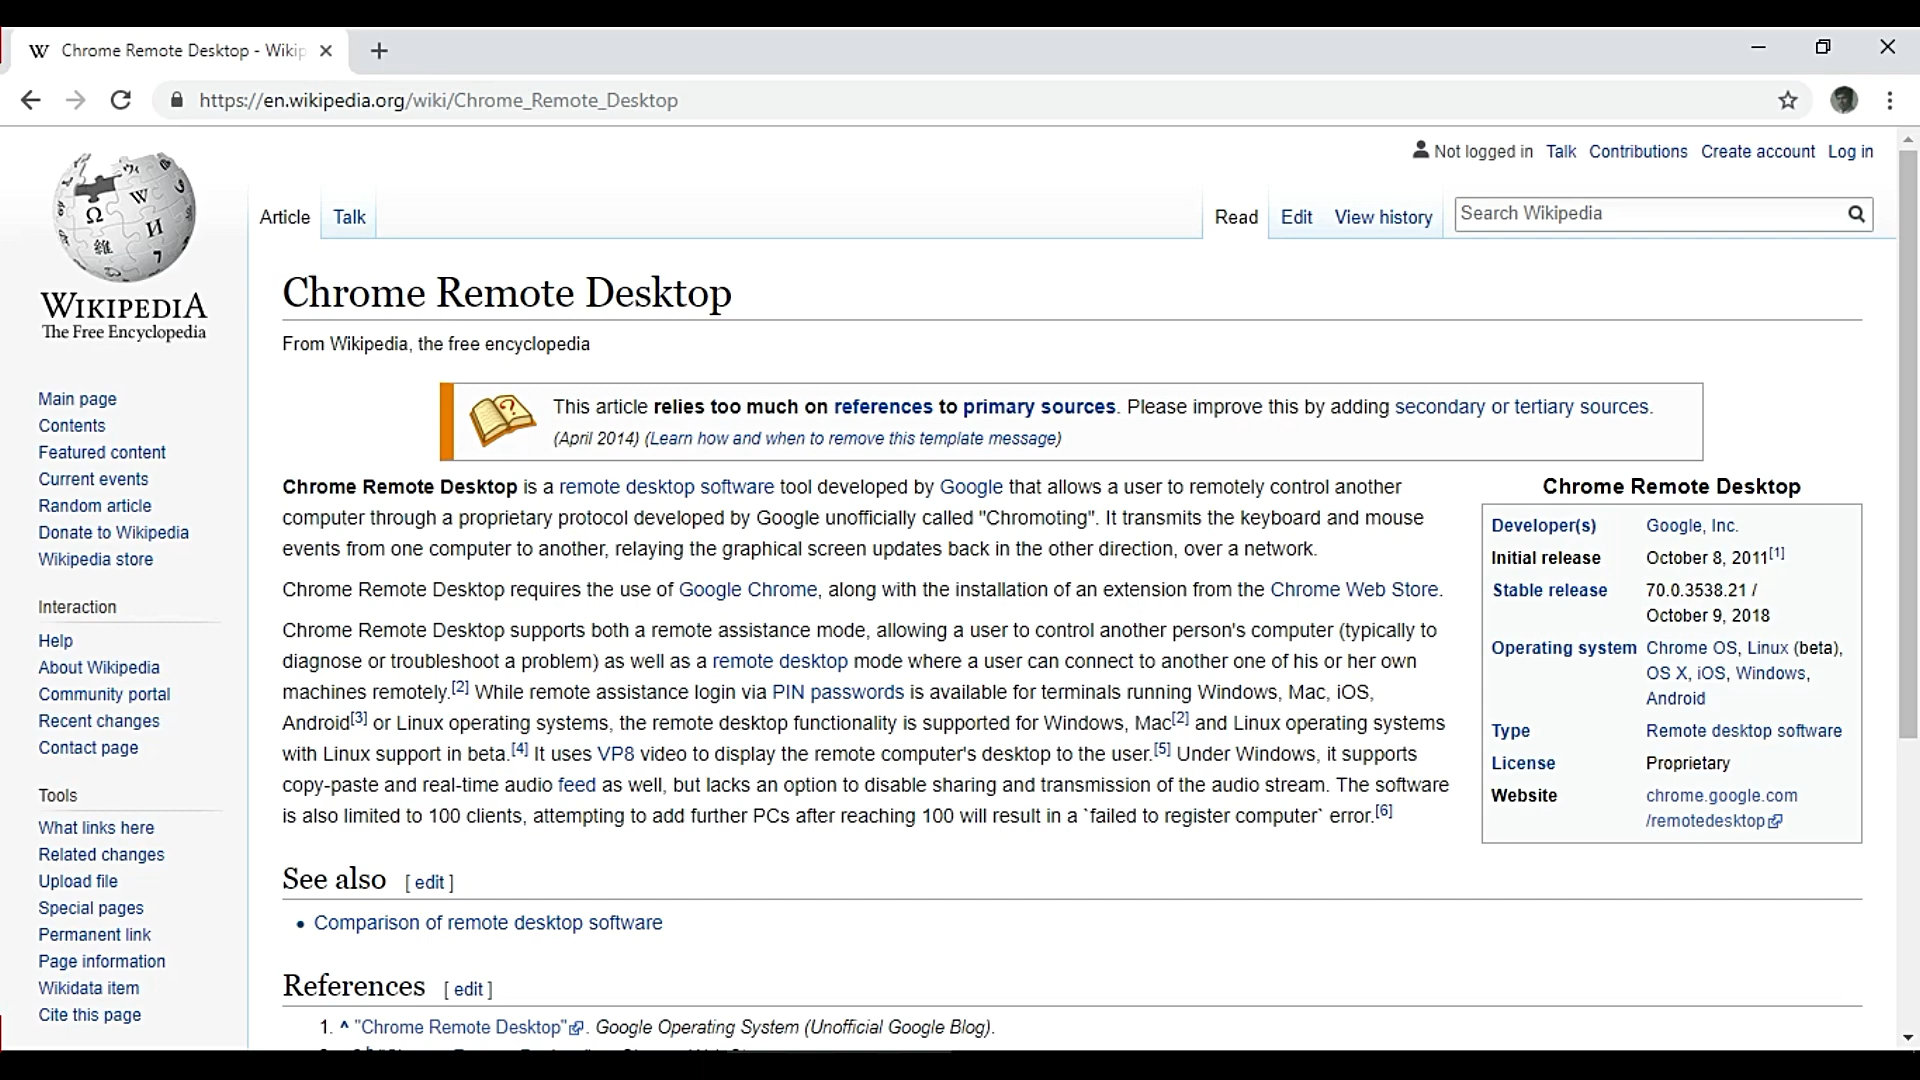 Chrome Remote Desktop - Wikip
https://en.wikipedia.org/wiki/Chrome_Remote_Desktop
Not logged in Talk Contributions Create account Log in
Article Talk Read Edit View history Search Wikipedia
WIKIPEDIA
The Free Encyclopedia
Main page
Contents
Featured content
Current events
Random article
Donate to Wikipedia
Wikipedia store
Interaction
Help
About Wikipedia
Community portal
Recent changes
Contact page
Tools
What links here
Related changes
Upload file
Special pages
Permanent link
Page information
Wikidata item
Cite this page
Chrome Remote Desktop
From Wikipedia, the free encyclopedia
This article relies too much on references to primary sources. Please improve this by adding secondary or tertiary sources.
(April 2014) (Learn how and when to remove this template message)
Chrome Remote Desktop is a remote desktop software tool developed by Google that allows a user to remotely control another
computer through a proprietary protocol developed by Google unofficially called "Chromoting". It transmits the keyboard and mouse
events from one computer to another, relaying the graphical screen updates back in the other direction, over a network.
Chrome Remote Desktop requires the use of Google Chrome, along with the installation of an extension from the Chrome Web Store.
Chrome Remote Desktop supports both a remote assistance mode, allowing a user to control another person's computer (typically to
diagnose or troubleshoot a problem) as well as a remote desktop mode where a user can connect to another one of his or her own
machines remotely.[2] While remote assistance login via PIN passwords is available for terminals running Windows, Mac, iOS,
Android[3] or Linux operating systems, the remote desktop functionality is supported for Windows, Mac[2] and Linux operating systems
with Linux support in beta.[4] It uses VP8 video to display the remote computer's desktop to the user.[5] Under Windows, it supports
copy-paste and real-time audio feed as well, but lacks an option to disable sharing and transmission of the audio stream. The software
is also limited to 100 clients, attempting to add further PCs after reaching 100 will result in a `failed to register computer` error.[6]
Chrome Remote Desktop
Developer(s) Google, Inc.
Initial release October 8, 2011[1]
Stable release 70.0.3538.21 /
October 9, 2018
Operating system Chrome OS, Linux (beta),
OS X, iOS, Windows,
Android
Type Remote desktop software
License Proprietary
Website chrome.google.com
/remotedesktop
See also [ edit ]
• Comparison of remote desktop software
References [ edit ]
1. ^ "Chrome Remote Desktop". Google Operating System (Unofficial Google Blog).